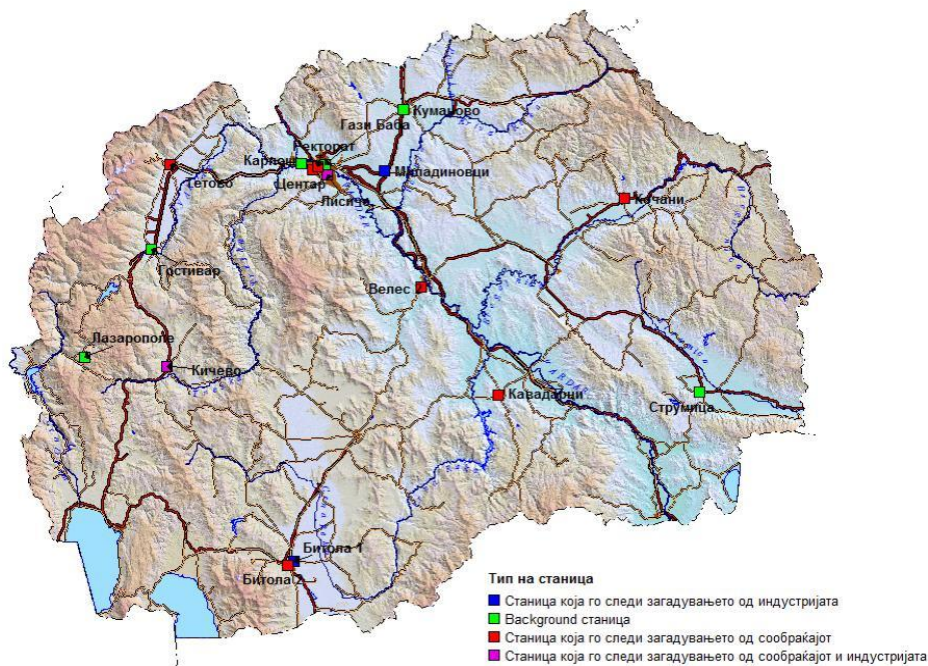 Куманово
Гази Баба
Ректорат
Карпош
Тетово
Центар
Миладиновци
Лисиче
Кочани
Гостивар
Велес 2
Лазарополе
Кичево
Кавадарци
Струмица
Битола 1
Битола 2
Тип на станица
Станица која го следи загадувањето од индустријата
Background станица
Станица која го следи загадувањето од сообраќајот
Станица која го следи загадувањето од сообраќајот и индустријата